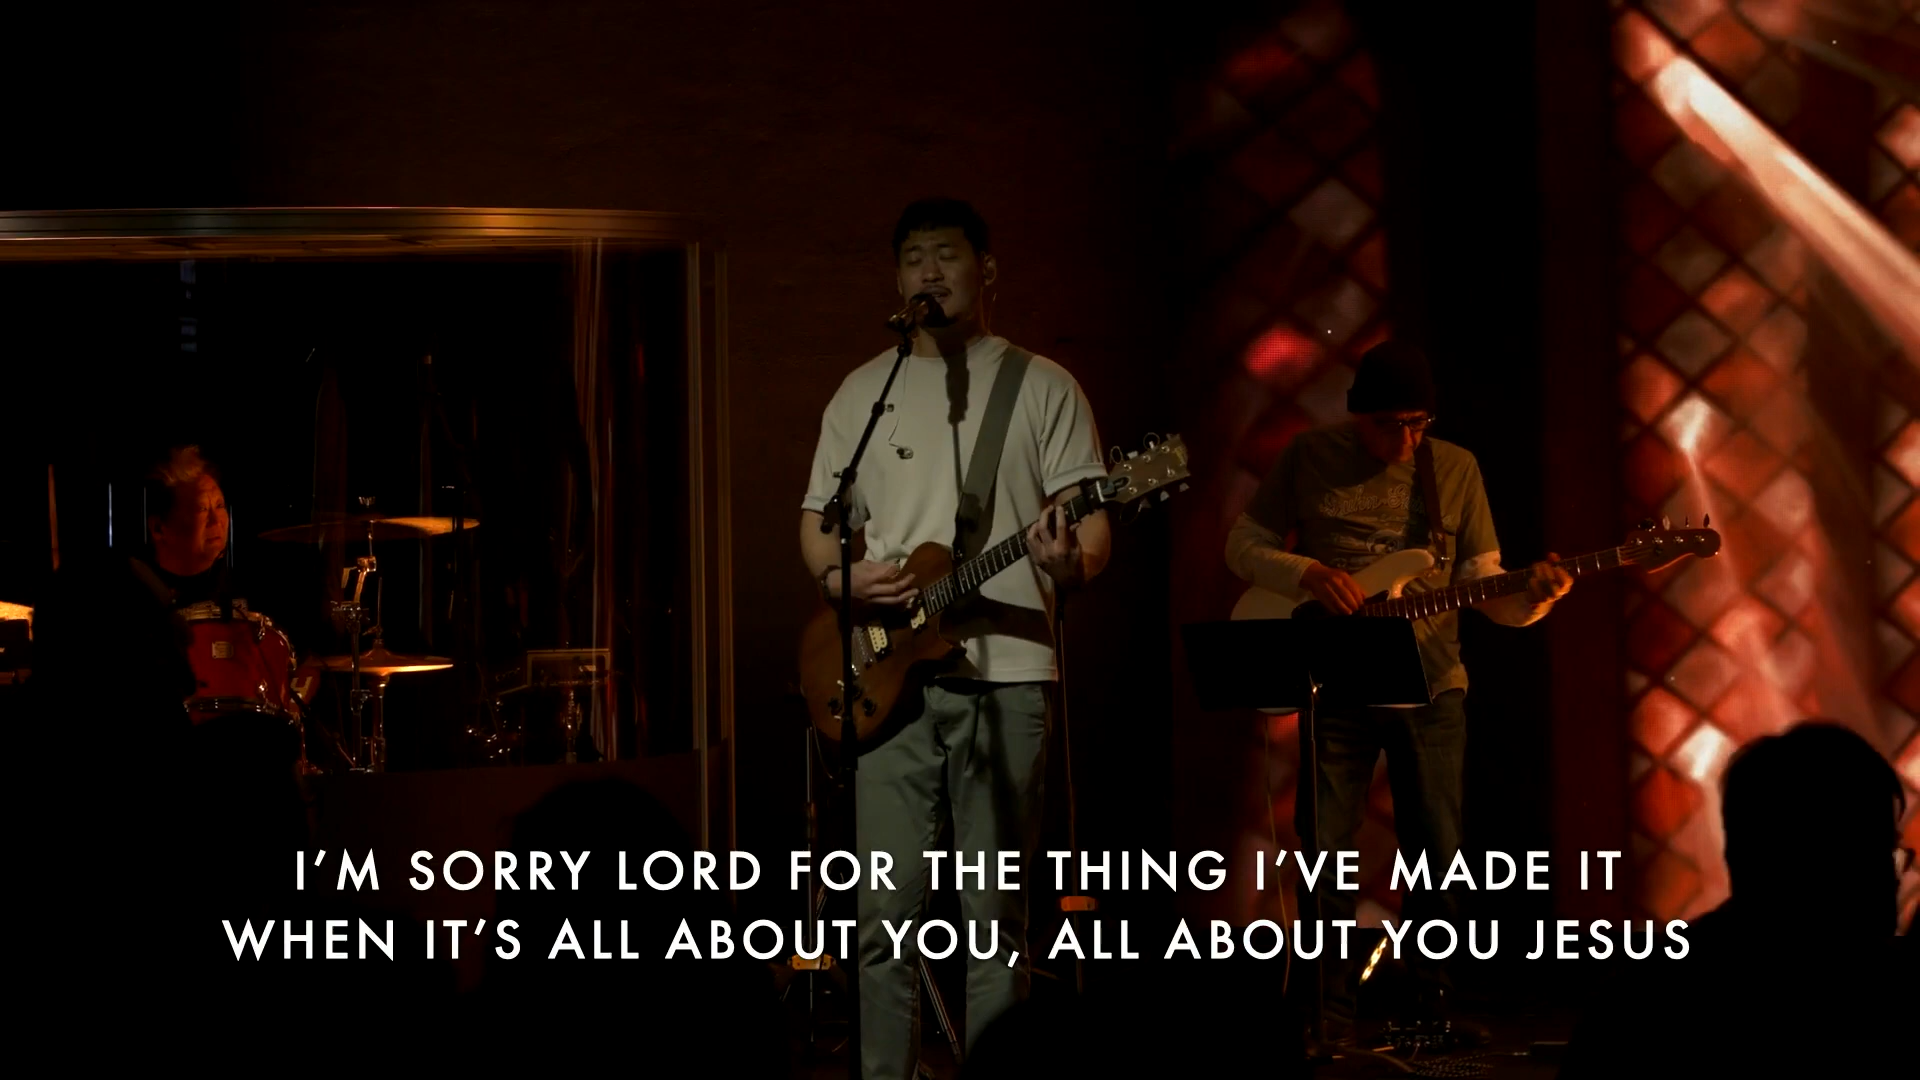 I'M SORRY LORD FOR THE THING I'VE MADE IT
WHEN IT'S ALL ABOUT YOU, ALL ABOUT YOU JESUS